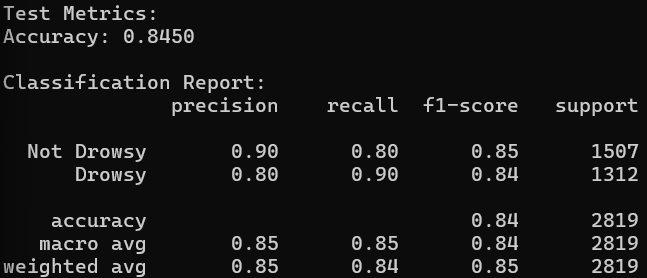 Test Metrics:
Accuracy: 0.8450
Classification Report:
precision recall f1-score support
Not Drowsy 0.90 0.80 0.85 1507
Drowsy 0.80 0.90 0.84 1312
accuracy 0.84 2819
macro avg 0.85 0.85 0.84 2819
weighted avg 0.85 0.84 0.85 2819